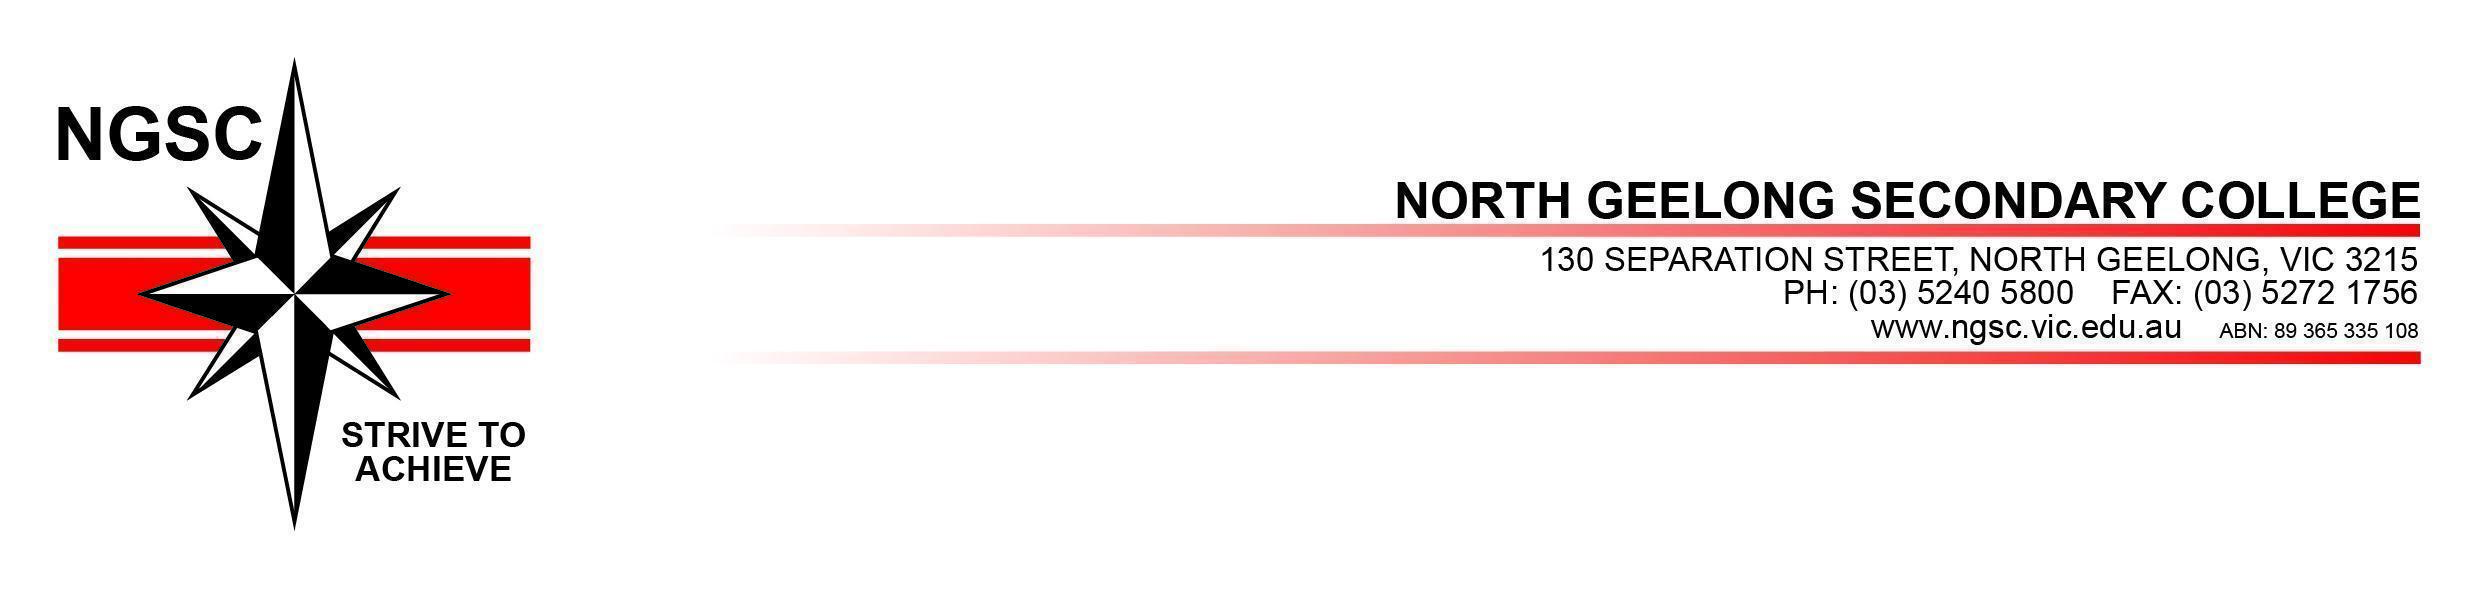 NGSC
STRIVE TO
ACHIEVE
NORTH GEELONG SECONDARY COLLEGE
130 SEPARATION STREET, NORTH GEELONG, VIC 3215
PH: (03) 5240 5800 FAX: (03) 5272 1756
www.ngsc.vic.edu.au ABN: 89 365 335 108